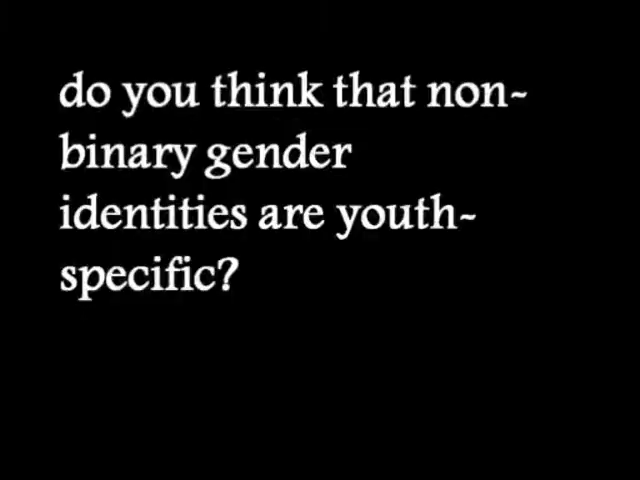 do you think that non-
binary gender
identities are youth-
specific?